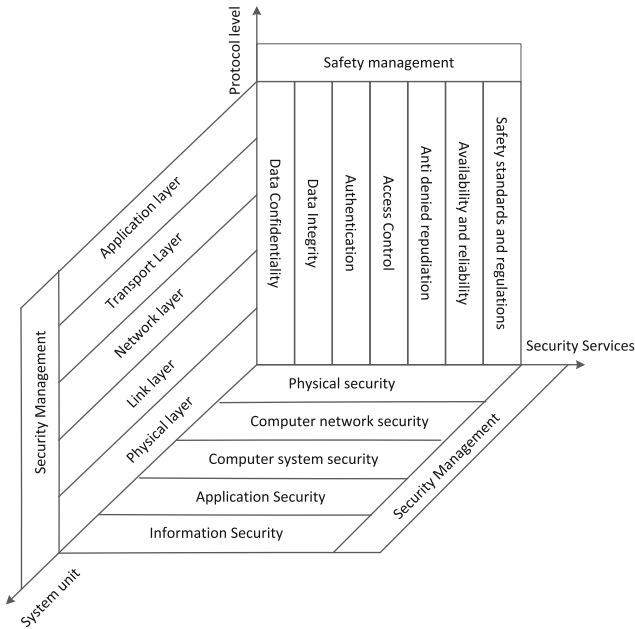 Protocol level
Safety management
Data Confidentiality
Data Integrity
Authentication
Access Control
Anti denied repudiation
Availability and reliability
Safety standards and regulations
Application layer
Transport Layer
Network layer
Link layer
Physical layer
Security Management
Security Services
Physical security
Computer network security
Computer system security
Application Security
Information Security
Security Management
System unit